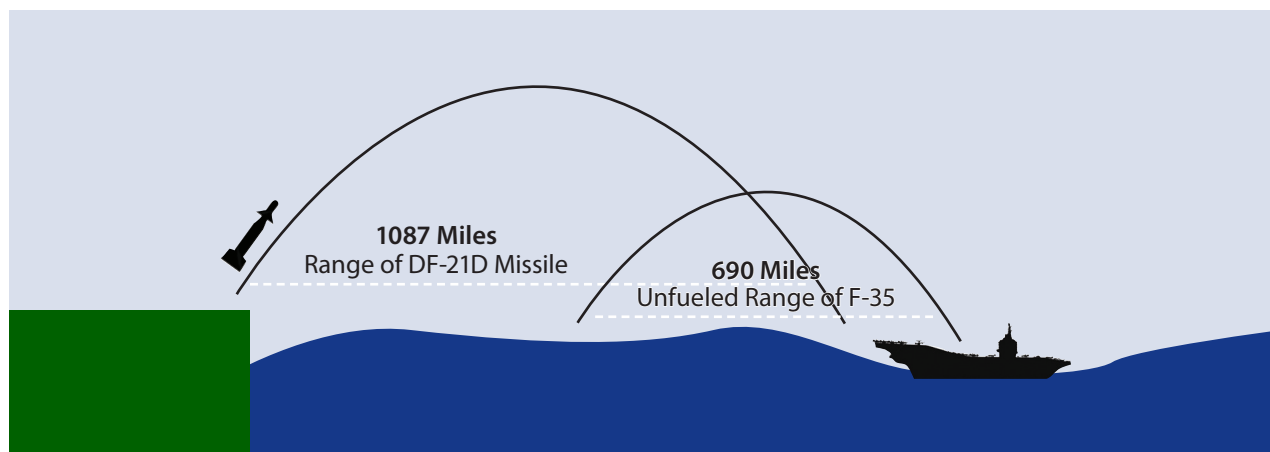 1087 Miles
Range of DF-21D Missile
690 Miles
Unfueled Range of F-35